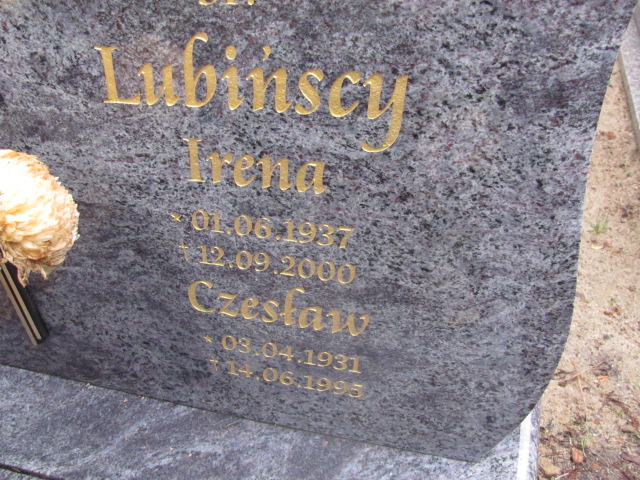 Lubińscy
Irena
* 01.06.1937
† 12.09.2000
Czesław
* 03.04.1931
† 14.06.1995